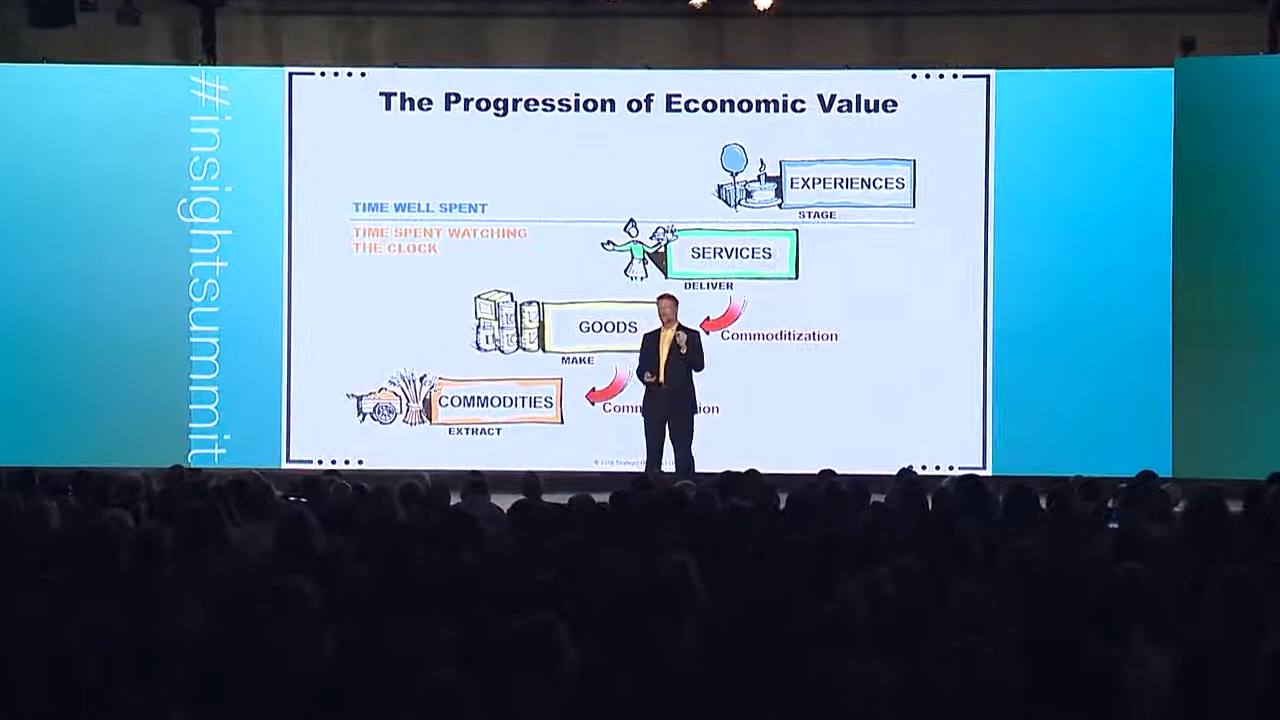 #insightsummit
The Progression of Economic Value
EXPERIENCES
STAGE
TIME WELL SPENT
TIME SPENT WATCHING
THE CLOCK
SERVICES
DELIVER
GOODS
MAKE
Commoditization
COMMODITIES
EXTRACT